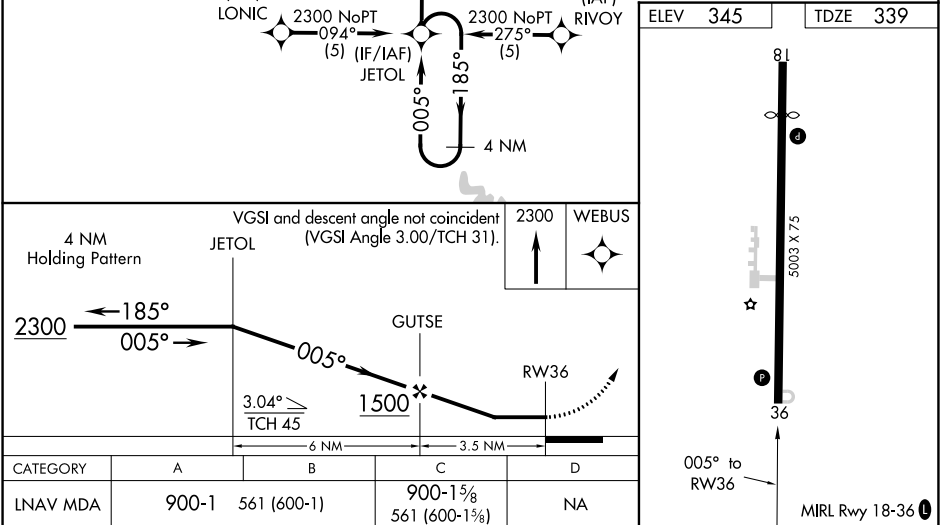 (IAF)
LONIC
2300 NoPT
094°
(5)
(IF/IAF)
JETOL
2300 NoPT
275°
(5)
RIVOY
005°
185°
4 NM
VGSI and descent angle not coincident
(VGSI Angle 3.00/TCH 31).
2300
WEBUS
4 NM
Holding Pattern
JETOL
2300
185°
005°
005°
GUTSE
1500
RW36
3.04°
TCH 45
6 NM
3.5 NM
CATEGORY A B C D
LNAV MDA 900-1 561 (600-1) 900-1⅝ NA
561 (600-1⅝)
ELEV 345
TDZE 339
18
P
5003 X 75
P
36
005° to
RW36
MIRL Rwy 18-36 L